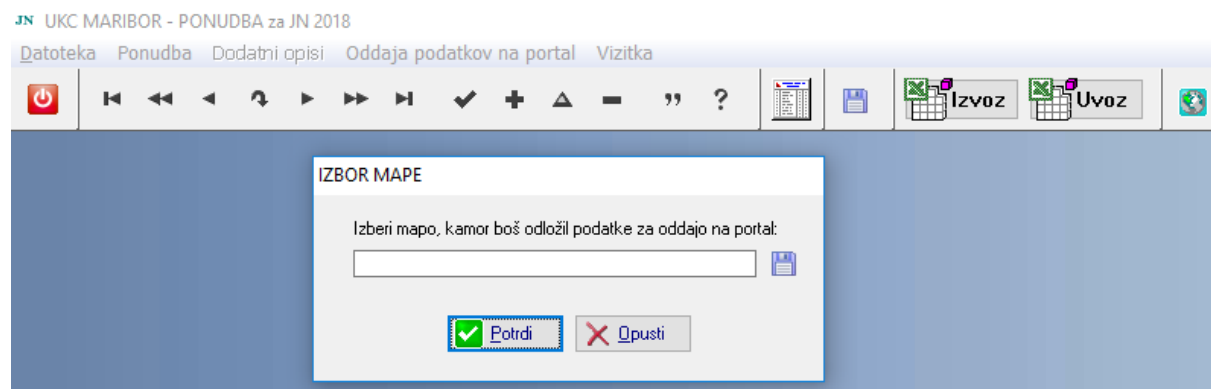 JN UKC MARIBOR - PONUDBA za JN 2018
Datoteka Ponudba Dodatni opisi Oddaja podatkov na portal Vizitka
Izvoz Uvoz
IZBOR MAPE
Izberi mapo, kamor boš odložil podatke za oddajo na portal:
Potrdi Opusti